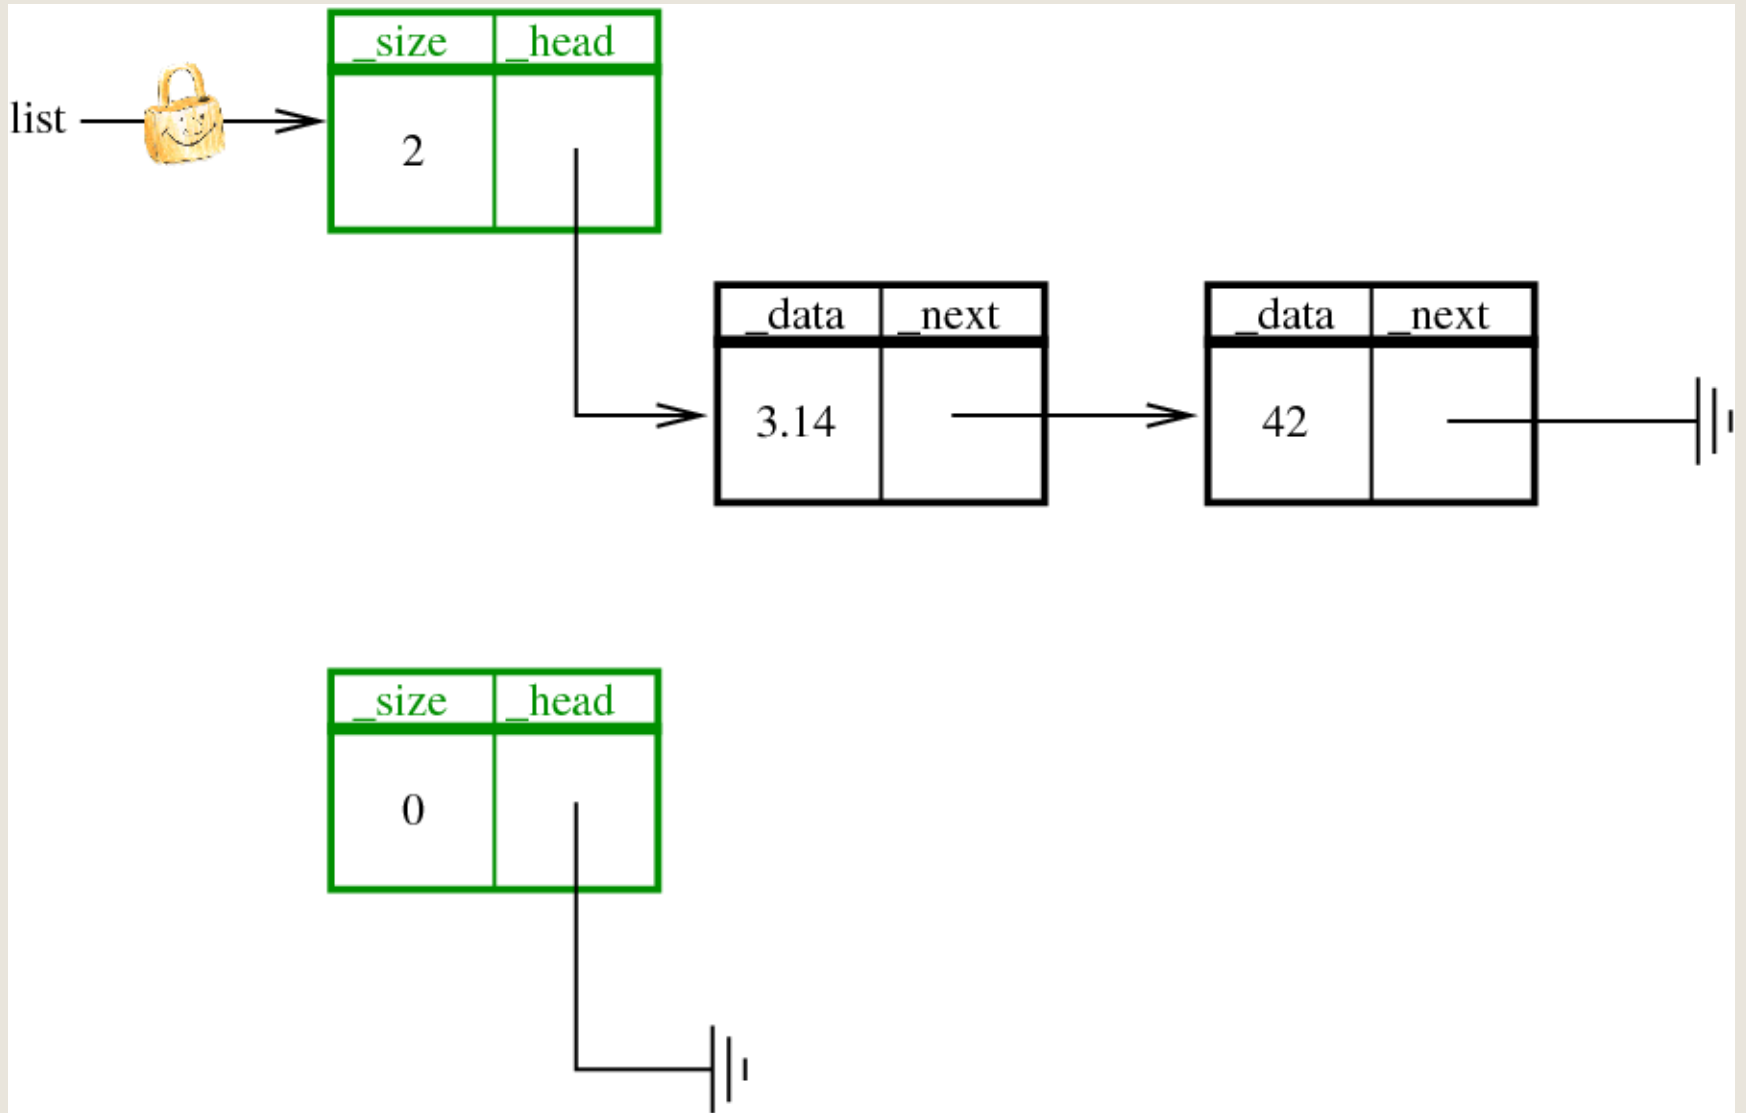 _size _head
list
2
_data _next _data _next
3.14 42
_size _head
0